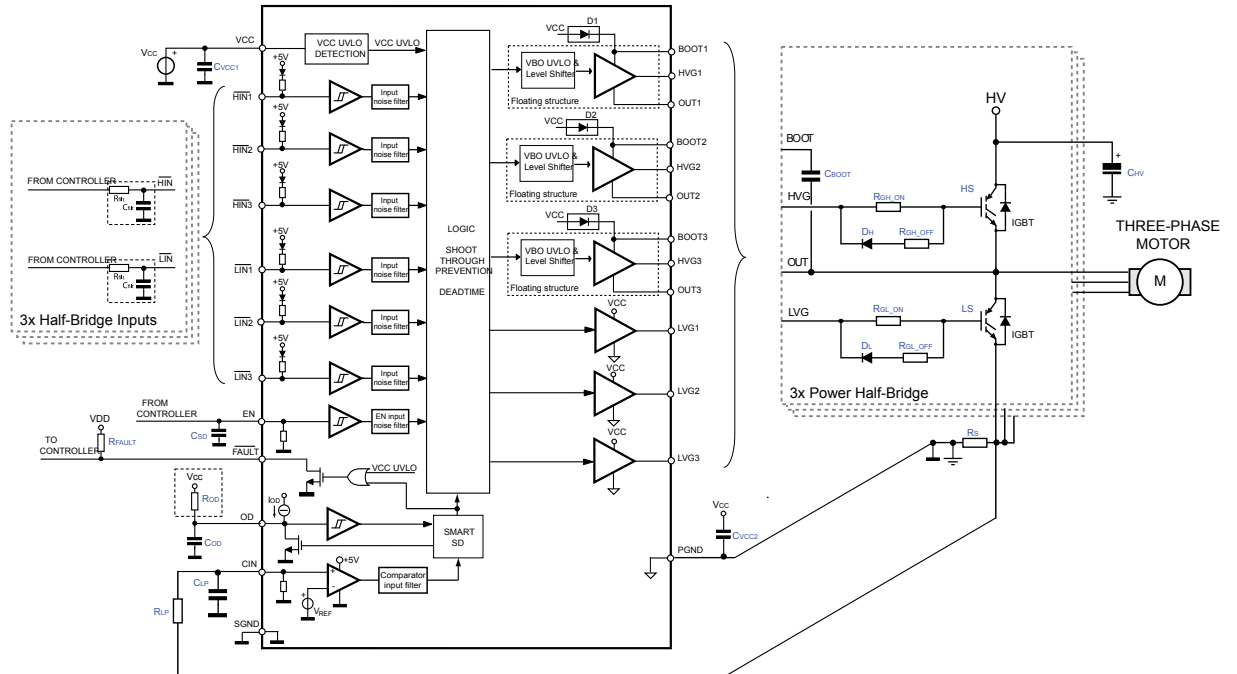 VCC
VCC UVLO
DETECTION
VCC UVLO
VCC
D1
BOOT1
VCC
CVCC1
+5V
VBO UVLO &
Level Shifter
HVG1
Floating structure
OUT1
HIN1
Input
noise filter
+5V
VCC
D2
BOOT2
HIN2
Input
noise filter
VBO UVLO &
Level Shifter
HVG2
Floating structure
OUT2
+5V
HIN3
Input
noise filter
VCC
D3
BOOT3
VBO UVLO &
Level Shifter
HVG3
Floating structure
OUT3
LOGIC
SHOOT
THROUGH
PREVENTION
DEADTIME
FROM CONTROLLER
HIN
FROM CONTROLLER
LIN
3x Half-Bridge Inputs
+5V
LIN1
Input
noise filter
+5V
LIN2
Input
noise filter
+5V
LIN3
Input
noise filter
VCC
LVG1
VCC
LVG2
VCC
LVG3
FROM
CONTROLLER
EN
EN input
noise filter
CSD
VDD
RFAULT
TO
CONTROLLER
FAULT
VCC UVLO
Vcc
ROD
IOD
OD
COD
SMART
SD
CIN
+5V
+
-
Comparator
input filter
CLP
RLP
+
VREF
SGND
PGND
VCC
CVCC2
HV
BOOT
CBOOT
+
CHV
HVG
RGH_ON
HS
IGBT
DH
RGH_OFF
OUT
THREE-PHASE
MOTOR
M
LVG
RGL_ON
LS
IGBT
DL
RGL_OFF
3x Power Half-Bridge
RS